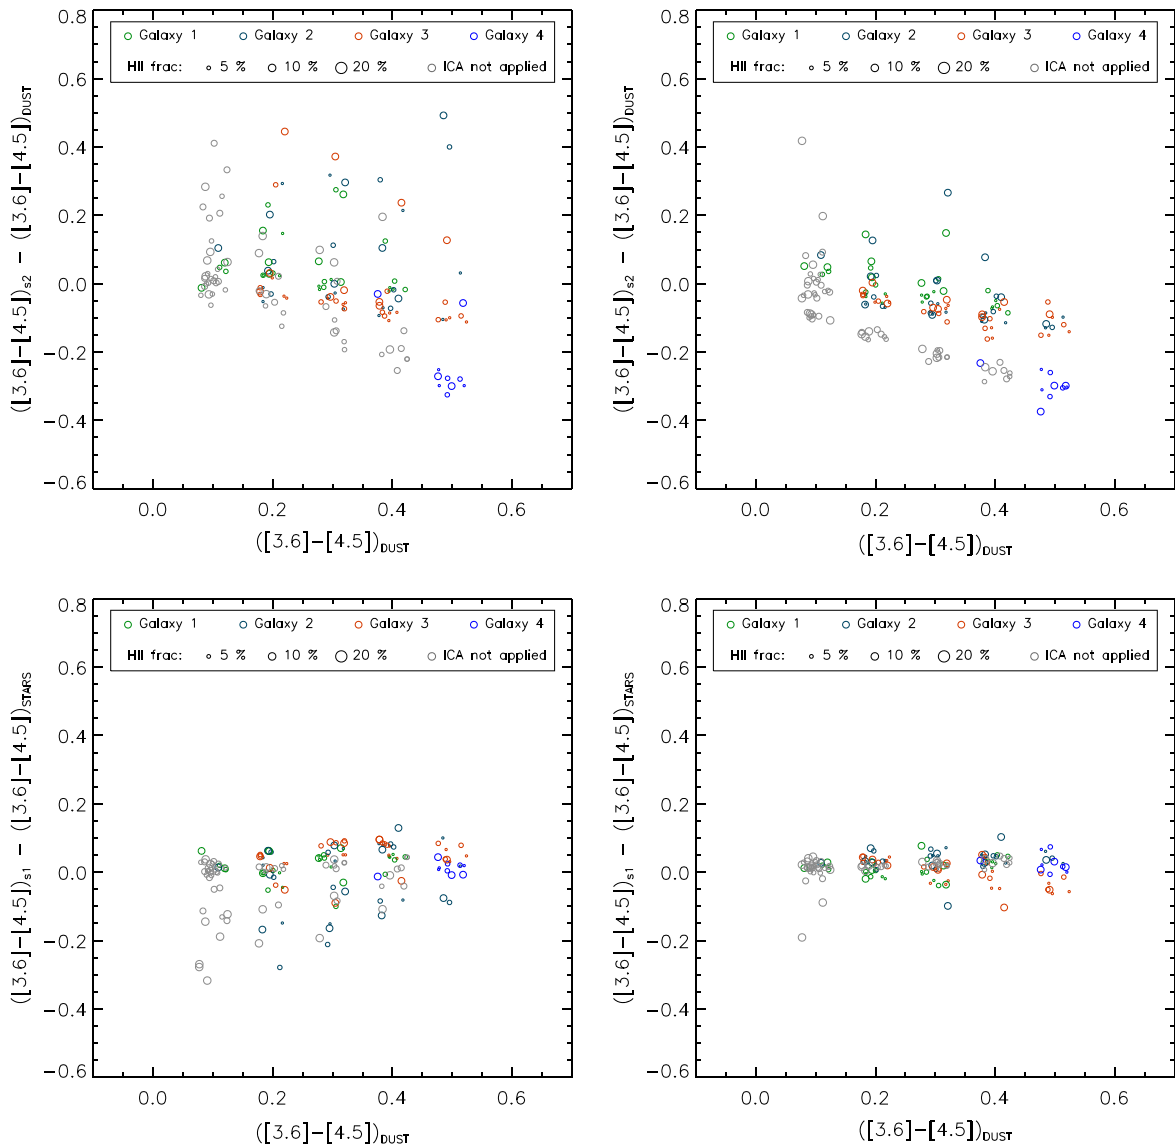 0.8
Galaxy 1 Galaxy 2 Galaxy 3 Galaxy 4
HII frac: 5 % 10 % 20 % ICA not applied
0.6
0.4
0.2
0.0
−0.2
−0.4
−0.6
([3.6]−[4.5])s2 − ([3.6]−[4.5])DUST
0.0 0.2 0.4 0.6
([3.6]−[4.5])DUST
0.8
Galaxy 1 Galaxy 2 Galaxy 3 Galaxy 4
HII frac: 5 % 10 % 20 % ICA not applied
0.6
0.4
0.2
0.0
−0.2
−0.4
−0.6
([3.6]−[4.5])s2 − ([3.6]−[4.5])DUST
0.0 0.2 0.4 0.6
([3.6]−[4.5])DUST
0.8
Galaxy 1 Galaxy 2 Galaxy 3 Galaxy 4
HII frac: 5 % 10 % 20 % ICA not applied
0.6
0.4
0.2
0.0
−0.2
−0.4
−0.6
([3.6]−[4.5])s1 − ([3.6]−[4.5])STARS
0.0 0.2 0.4 0.6
([3.6]−[4.5])DUST
0.8
Galaxy 1 Galaxy 2 Galaxy 3 Galaxy 4
HII frac: 5 % 10 % 20 % ICA not applied
0.6
0.4
0.2
0.0
−0.2
−0.4
−0.6
([3.6]−[4.5])s1 − ([3.6]−[4.5])STARS
0.0 0.2 0.4 0.6
([3.6]−[4.5])DUST